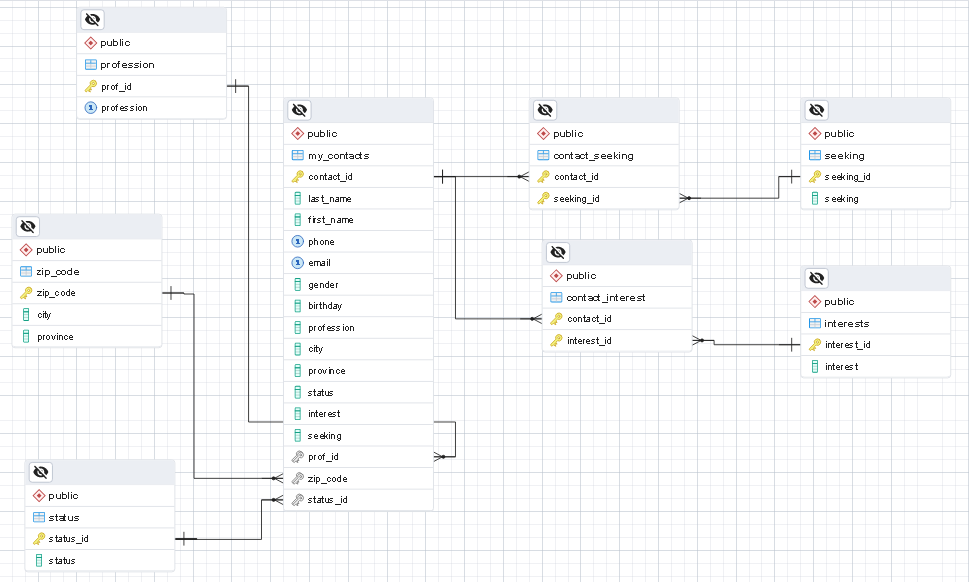 public
profession
prof_id
profession
public
my_contacts
contact_id
last_name
first_name
phone
email
gender
birthday
profession
city
province
status
interest
seeking
prof_id
zip_code
status_id
public
contact_seeking
contact_id
seeking_id
public
seeking
seeking_id
seeking
public
zip_code
zip_code
city
province
public
contact_interest
contact_id
interest_id
public
interests
interest_id
interest
public
status
status_id
status